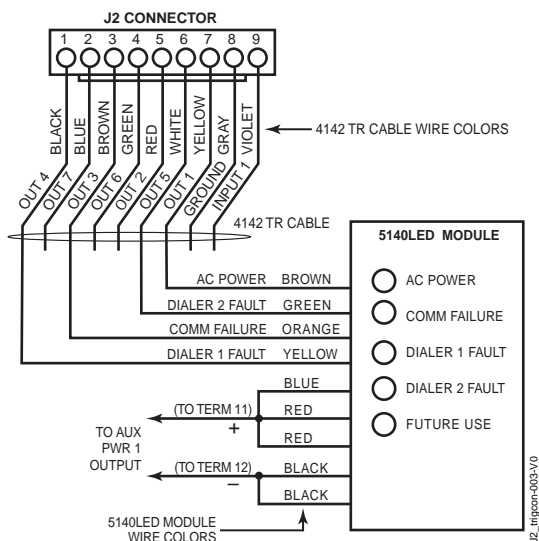 J2 CONNECTOR
1 2 3 4 5 6 7 8 9
BLACK
BLUE
BROWN
GREEN
RED
WHITE
YELLOW
GRAY
VIOLET
4142 TR CABLE WIRE COLORS
OUT 4
OUT 7
OUT 3
OUT 6
OUT 2
OUT 5
OUT 1
GROUND
INPUT 1
4142 TR CABLE
5140LED MODULE
AC POWER BROWN
DIALER 2 FAULT GREEN
COMM FAILURE ORANGE
DIALER 1 FAULT YELLOW
AC POWER
COMM FAILURE
DIALER 1 FAULT
DIALER 2 FAULT
FUTURE USE
BLUE
(TO TERM 11) RED
+
RED
TO AUX
PWR 1
OUTPUT
(TO TERM 12) BLACK
–
BLACK
5140LED MODULE
WIRE COLORS
J2_trigcon-003-V0